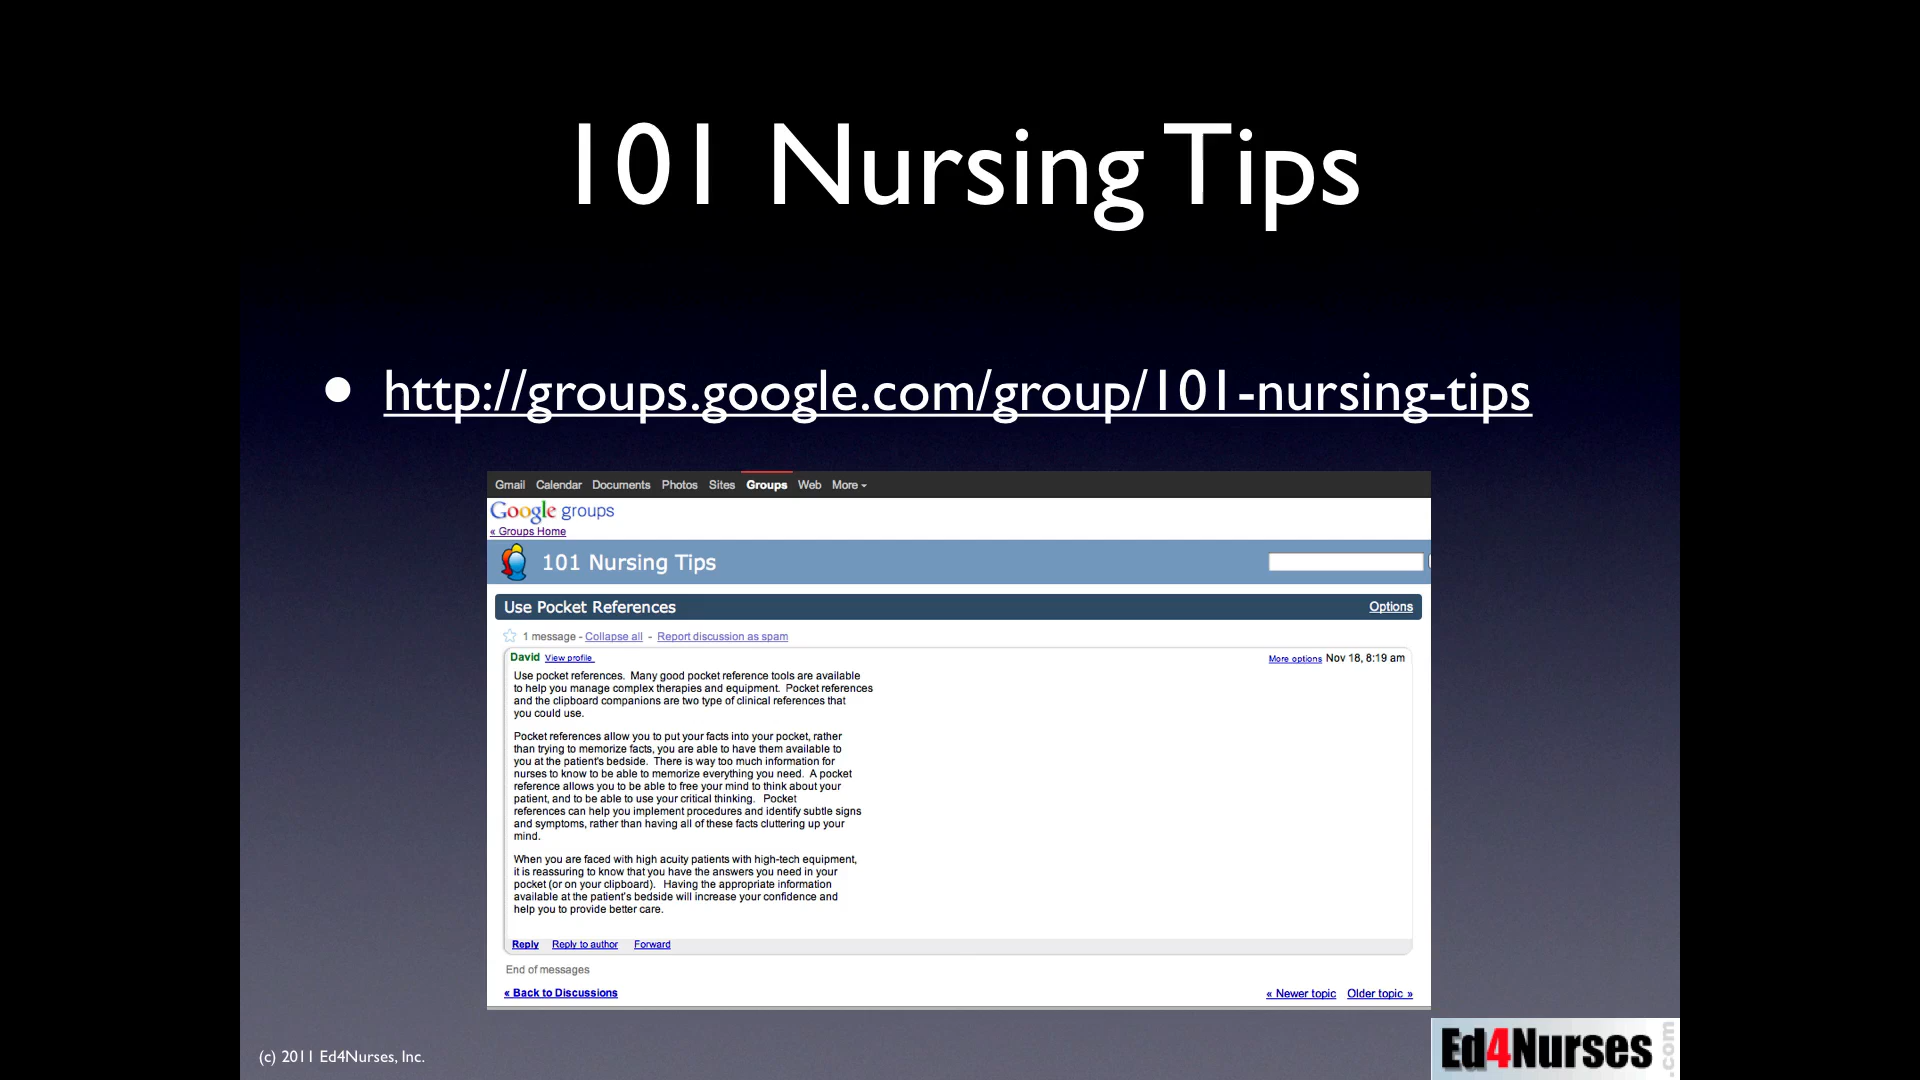 101 Nursing Tips
• http://groups.google.com/group/101-nursing-tips
Gmail Calendar Documents Photos Sites Groups Web More
Google groups
« Groups Home
101 Nursing Tips
Use Pocket References Options
1 message - Collapse all - Report discussion as spam
David View profile More options Nov 18, 8:19 am
Use pocket references. Many good pocket reference tools are available
to help you manage complex therapies and equipment. Pocket references
and the clipboard companions are two type of clinical references that
you could use.
Pocket references allow you to put your facts into your pocket, rather
than trying to memorize facts, you are able to have them available to
you at the patient's bedside. There is way too much information for
nurses to know to be able to memorize everything you need. A pocket
reference allows you to be able to free your mind to think about your
patient, and to be able to use your critical thinking. Pocket
references can help you implement procedures and identify subtle signs
and symptoms, rather than having all of these facts cluttering up your
mind.
When you are faced with high acuity patients with high-tech equipment,
it is reassuring to know that you have the answers you need in your
pocket (or on your clipboard). Having the appropriate information
available at the patient's bedside will increase your confidence and
help you to provide better care.
Reply Reply to author Forward
End of messages
« Back to Discussions « Newer topic Older topic »
(c) 2011 Ed4Nurses, Inc.
Ed4Nurses.com